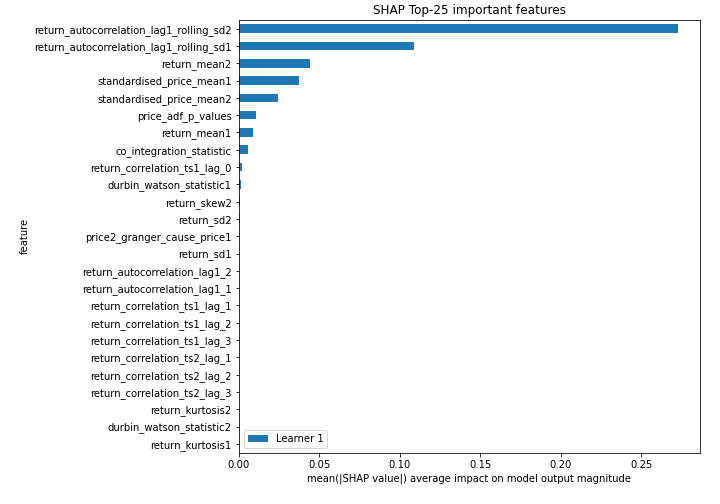 SHAP Top-25 important features
return_autocorrelation_lag1_rolling_sd2
return_autocorrelation_lag1_rolling_sd1
return_mean2
standardised_price_mean1
standardised_price_mean2
price_adf_p_values
return_mean1
co_integration_statistic
return_correlation_ts1_lag_0
durbin_watson_statistic1
return_skew2
return_sd2
price2_granger_cause_price1
return_sd1
return_autocorrelation_lag1_2
return_autocorrelation_lag1_1
return_correlation_ts1_lag_1
return_correlation_ts1_lag_2
return_correlation_ts1_lag_3
return_correlation_ts2_lag_1
return_correlation_ts2_lag_2
return_correlation_ts2_lag_3
return_kurtosis2
durbin_watson_statistic2
return_kurtosis1
feature
Learner 1
0.00 0.05 0.10 0.15 0.20 0.25
mean(|SHAP value|) average impact on model output magnitude